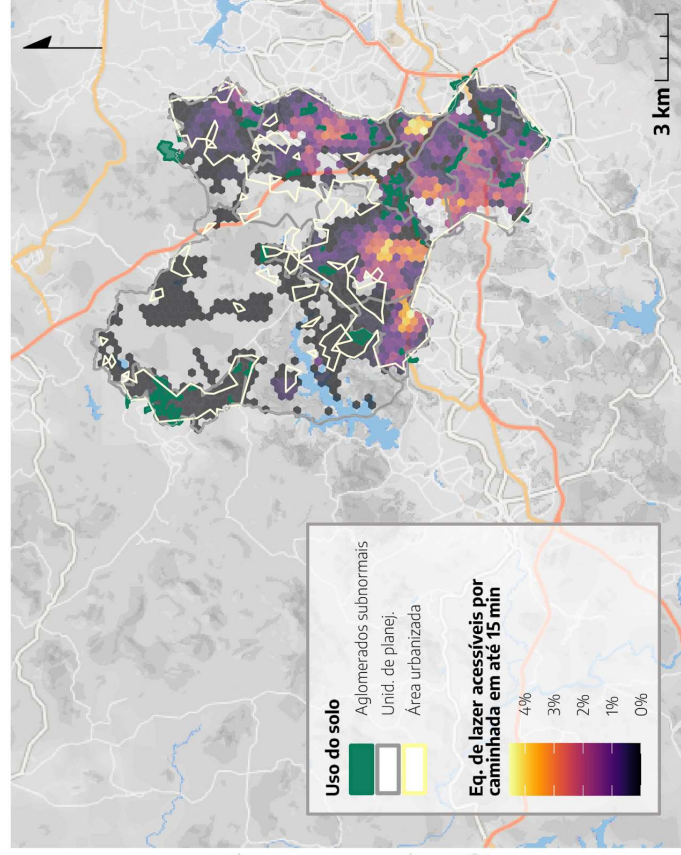 Uso do solo
Aglomerados subnormais
Unid. de planej.
Área urbanizada
Eq. de lazer acessíveis por
caminhada em até 15 min
4%
3%
2%
1%
0%
3 km